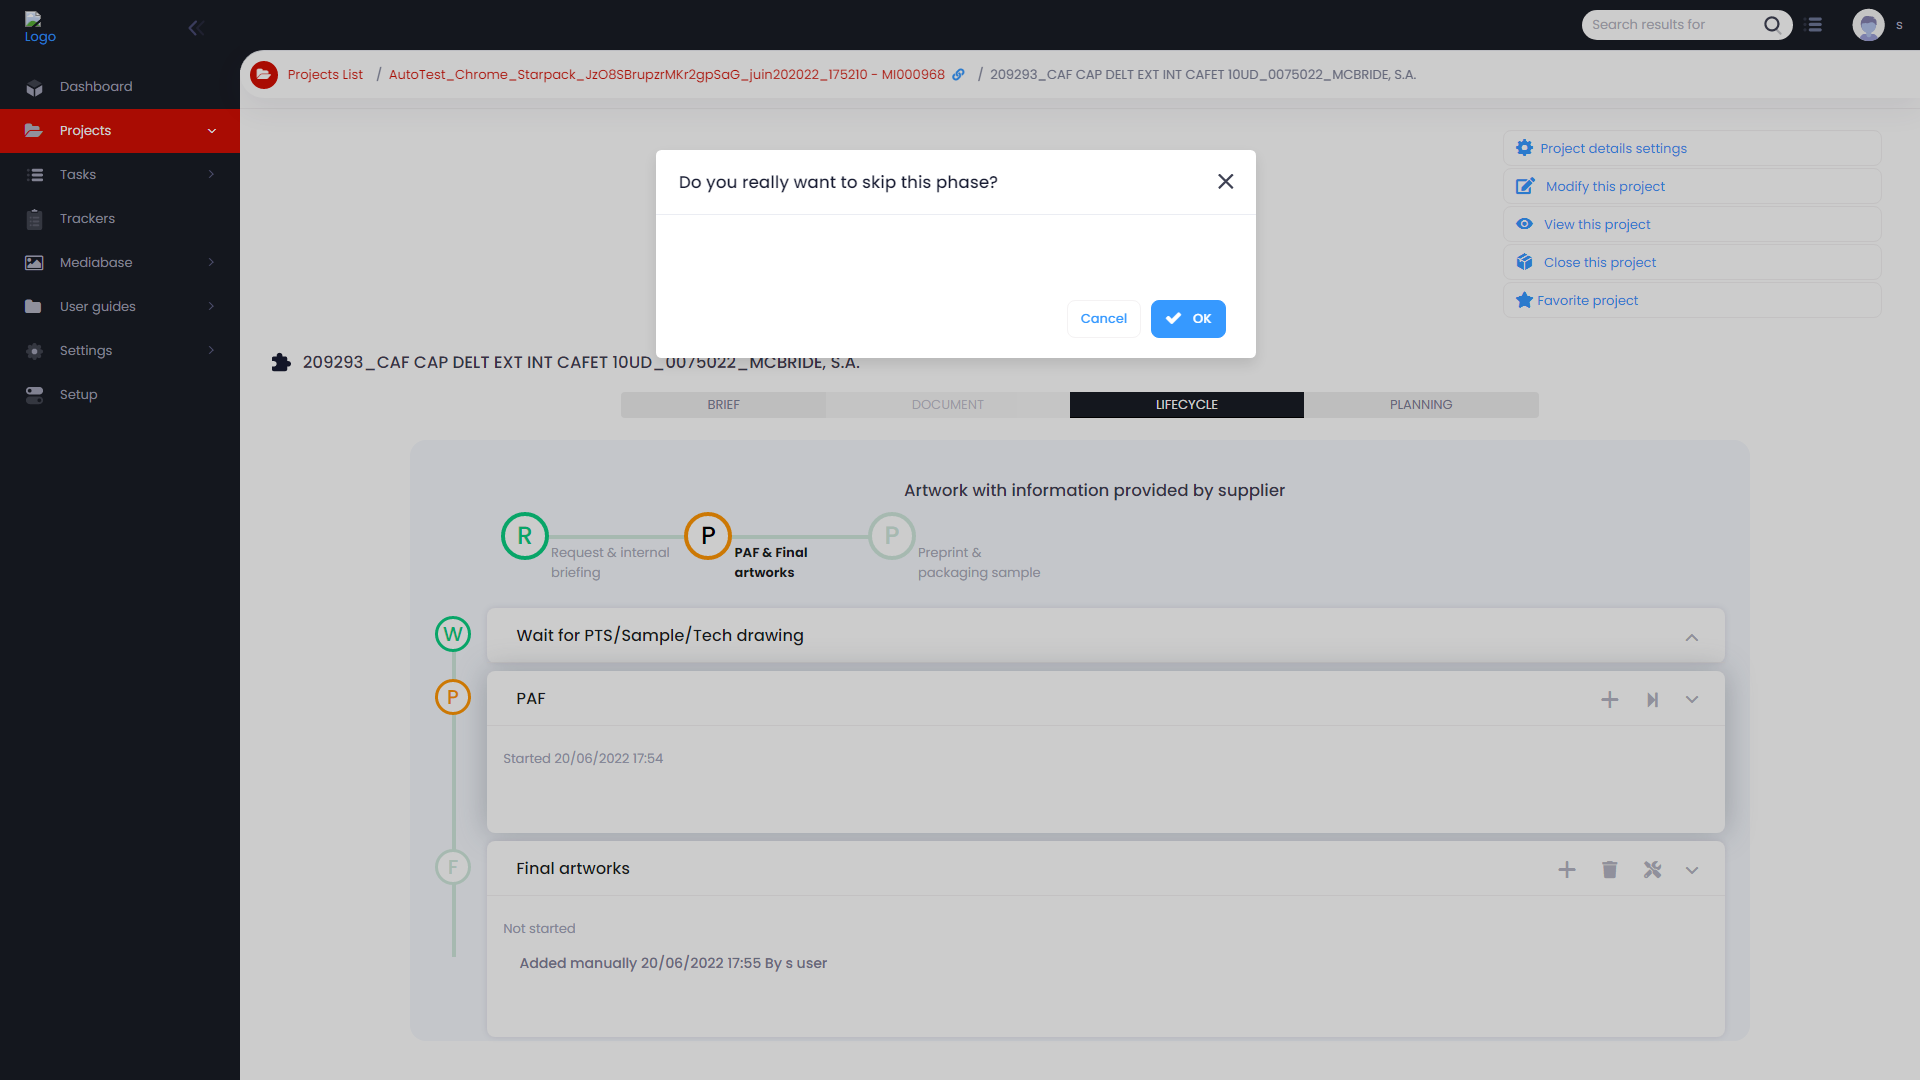 Logo
Search results for
s
Dashboard
Projects
Tasks
Trackers
Mediabase
User guides
Settings
Setup
Projects List / AutoTest_Chrome_Starpack_JzO8SBrupzrMKr2gpSaG_juin202022_175210 - MI000968 / 209293_CAF CAP DELT EXT INT CAFET 10UD_0075022_MCBRIDE, S.A.
Project details settings
Modify this project
View this project
Close this project
Favorite project
Do you really want to skip this phase?
Cancel
OK
209293_CAF CAP DELT EXT INT CAFET 10UD_0075022_MCBRIDE, S.A.
BRIEF
DOCUMENT
LIFECYCLE
PLANNING
Artwork with information provided by supplier
R
Request & internal
briefing
P
PAF & Final
artworks
P
Preprint &
packaging sample
W
Wait for PTS/Sample/Tech drawing
P
PAF
Started 20/06/2022 17:54
F
Final artworks
Not started
Added manually 20/06/2022 17:55 By s user